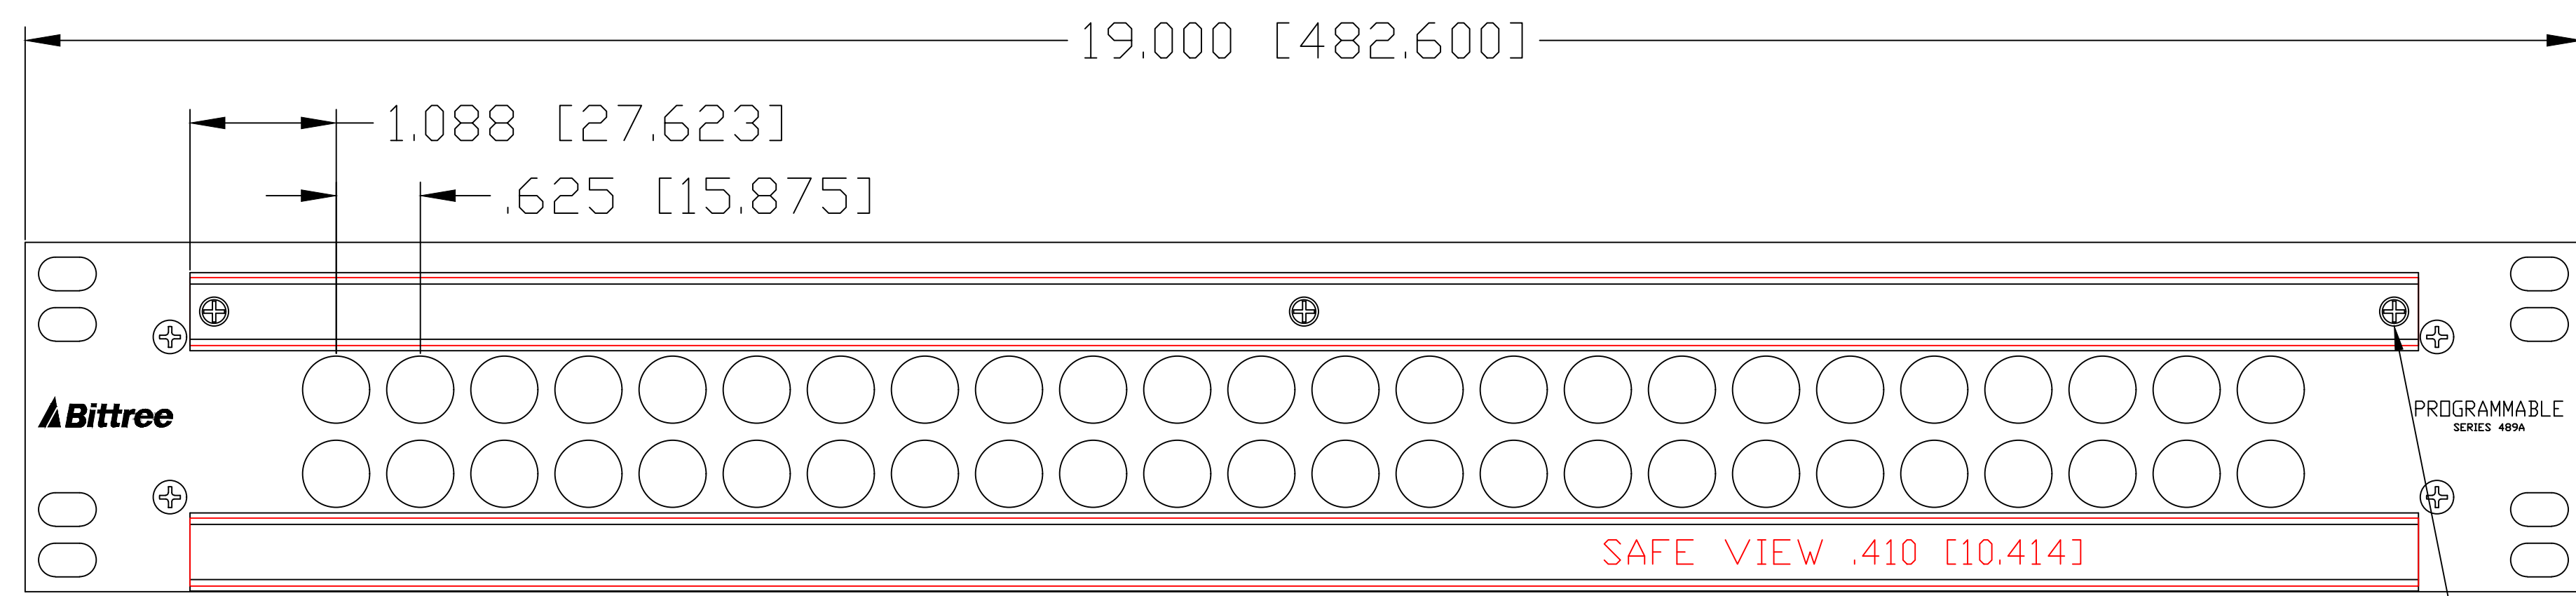 19.000 [482.600]
1.088 [27.623]
.625 [15.875]
Bittree
PROGRAMMABLE
SERIES 489A
SAFE VIEW .410 [10.414]